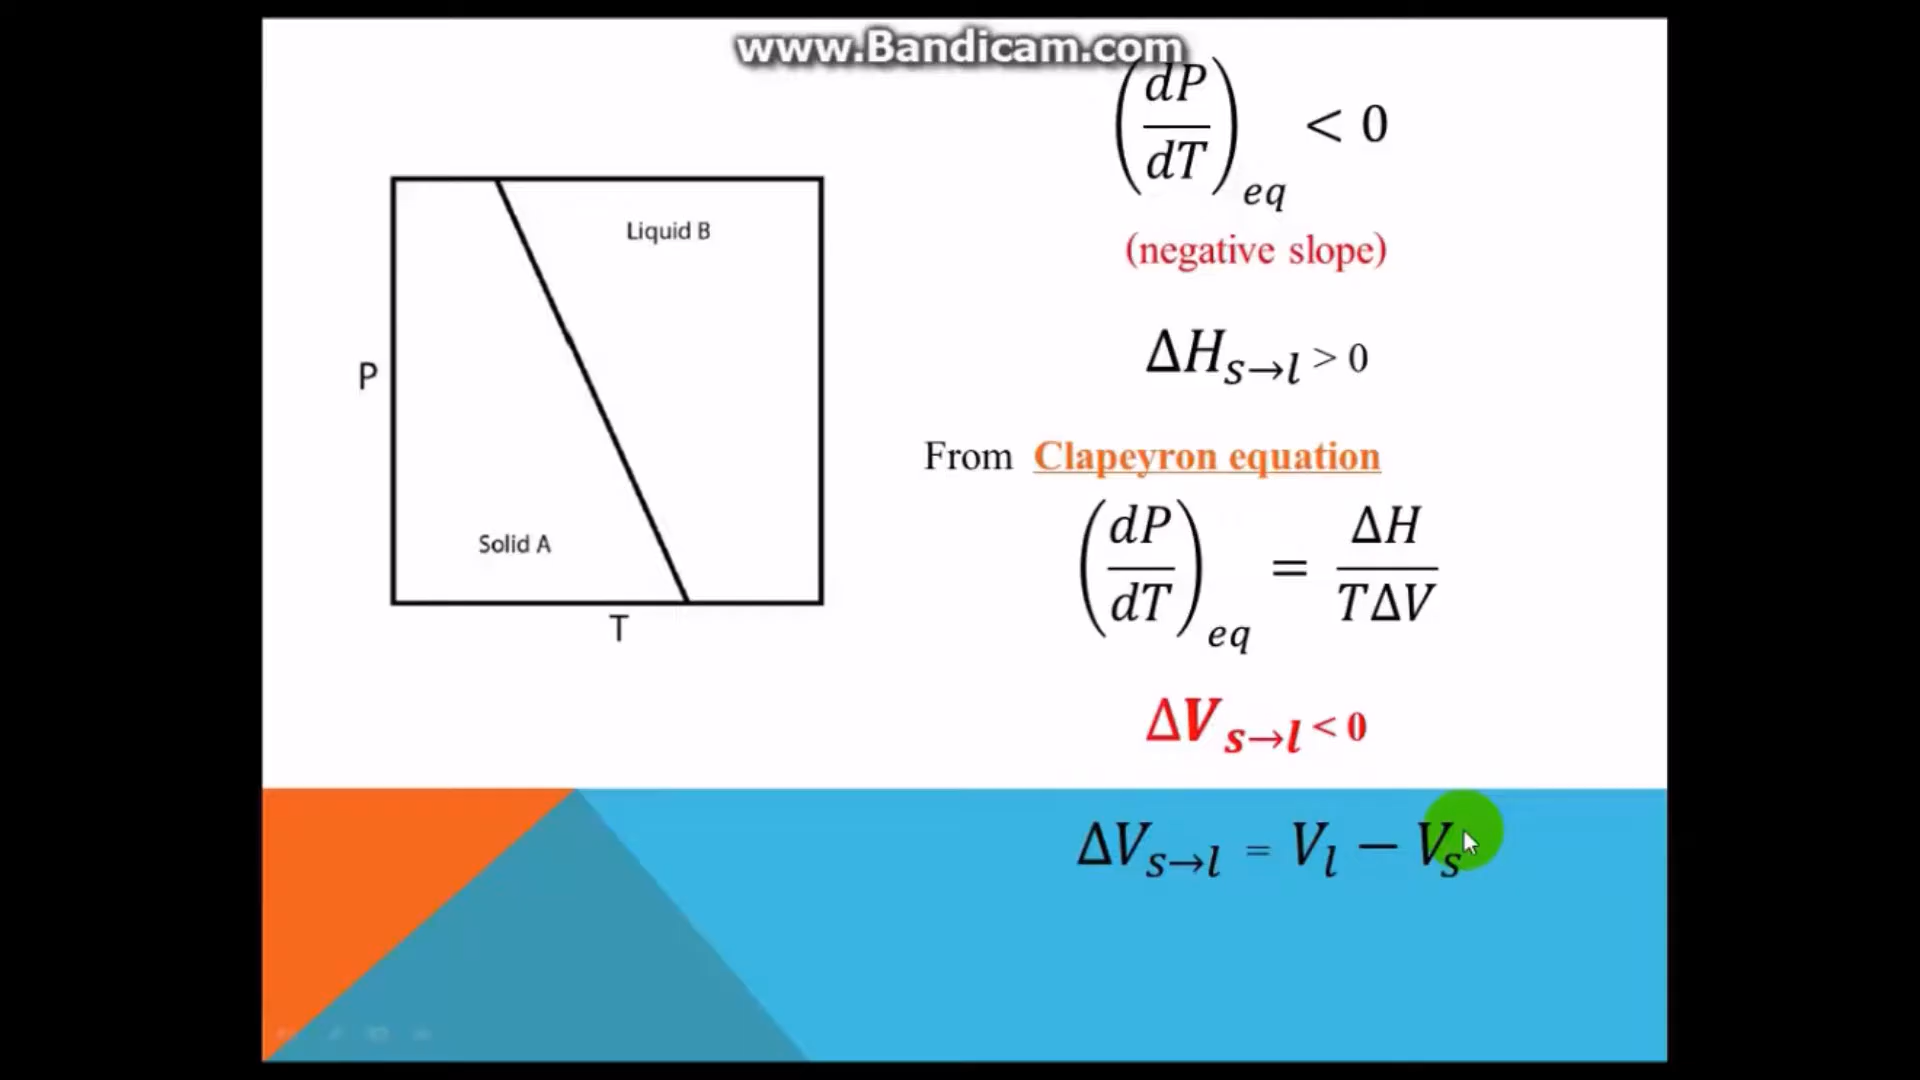 www.Bandicam.com
(dP/dT)eq < 0
(negative slope)
Liquid B
ΔHs→l > 0
P
From Clapeyron equation
(dP/dT)eq = ΔH/TΔV
Solid A
T
ΔVs→l < 0
ΔVs→l = Vl − Vs